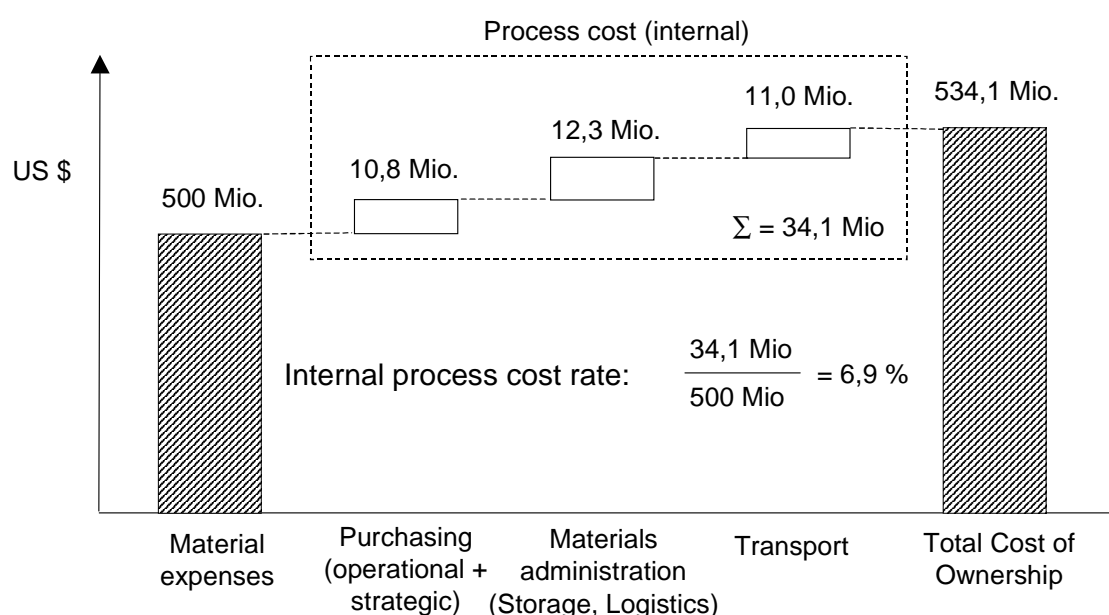 Process cost (internal)
US $
500 Mio.
10,8 Mio.
12,3 Mio.
11,0 Mio.
534,1 Mio.
Σ = 34,1 Mio
Internal process cost rate:
34,1 Mio
500 Mio
= 6,9 %
Material
expenses
Purchasing
(operational +
strategic)
Materials
administration
(Storage, Logistics)
Transport
Total Cost of
Ownership